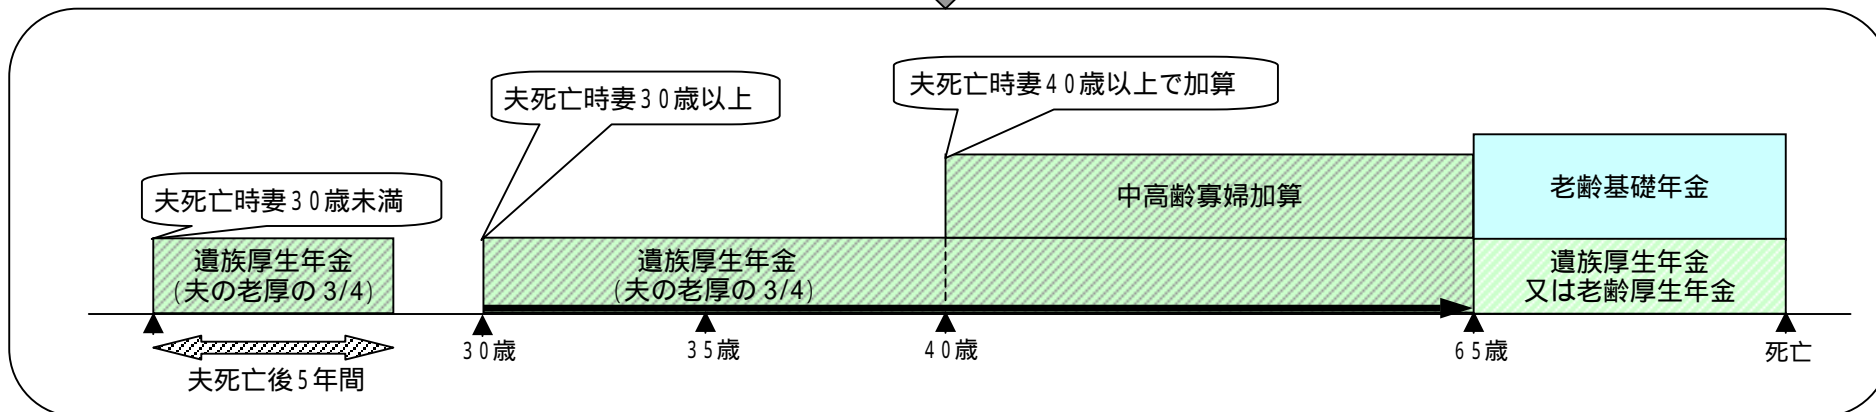 夫死亡時妻30歳未満
夫死亡時妻30歳以上
夫死亡時妻40歳以上で加算
中高齢寡婦加算
老齢基礎年金
遺族厚生年金
(夫の老厚の3/4)
遺族厚生年金
(夫の老厚の3/4)
遺族厚生年金
又は老齢厚生年金
30歳
35歳
40歳
65歳
死亡
夫死亡後5年間